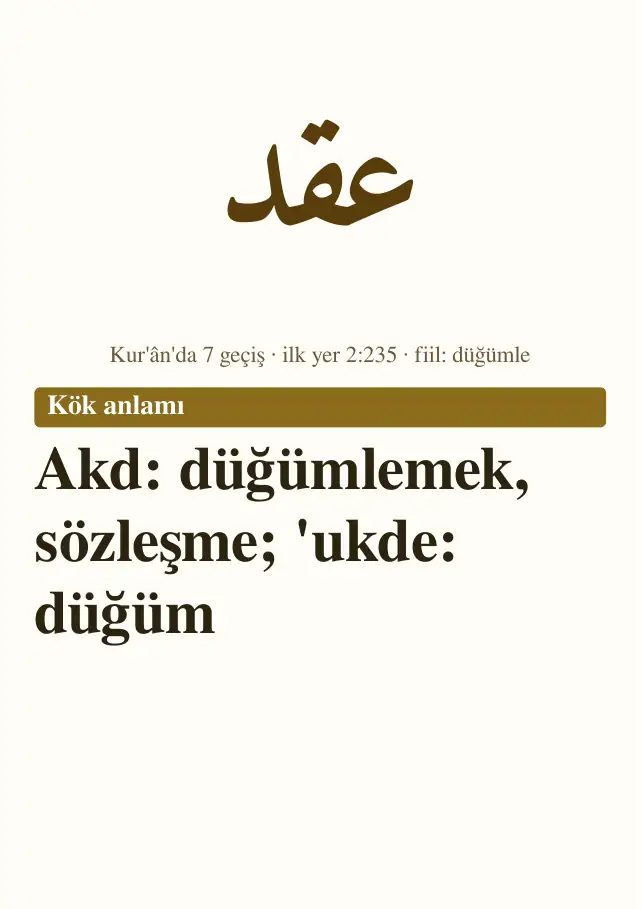 عقد
Kur'ân'da 7 geçiş · ilk yer 2:235 · fiil: düğümle
Kök anlamı
Akd: düğümlemek,
sözleşme; 'ukde:
düğüm